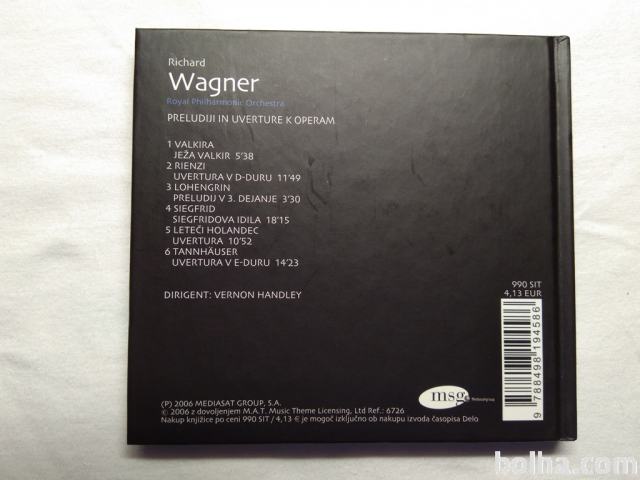 Richard
Wagner
Royal Philharmonic Orchestra
PRELUDIJI IN UVERTURE K OPERAM
1 VALKIRA
JEŽA VALKIR 5'38
2 RIENZI
UVERTURA V D-DURU 11'49
3 LOHENGRIN
PRELUDIJ V 3. DEJANJE 3'30
4 SIEGFRID
SIEGFRIDOVA IDILA 18'15
5 LETEČI HOLANDEC
UVERTURA 10'52
6 TANNHÄUSER
UVERTURA V E-DURU 14'23
DIRIGENT: VERNON HANDLEY
990 SIT
4,13 EUR
9 788498 194586
msg
Mediasatgroup
(P) 2006 MEDIASAT GROUP, S.A.
© 2006 z dovoljenjem M.A.T. Music Theme Licensing, Ltd Ref.: 6726
Nakup knjižice po ceni 990 SIT / 4,13 € je mogoč izključno ob nakupu izvoda časopisa Delo
bolha.com